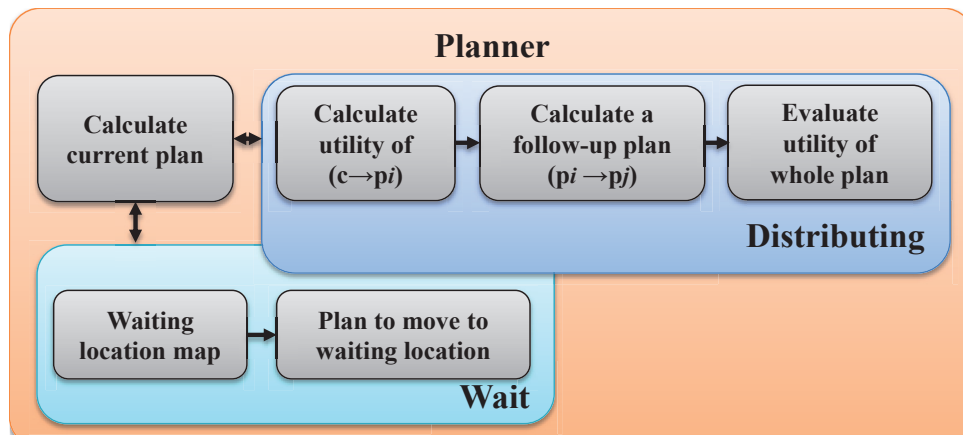 Planner
Calculate
current plan
Calculate
utility of
(c→pi)
Calculate a
follow-up plan
(pi →pj)
Evaluate
utility of
whole plan
Distributing
Waiting
location map
Plan to move to
waiting location
Wait